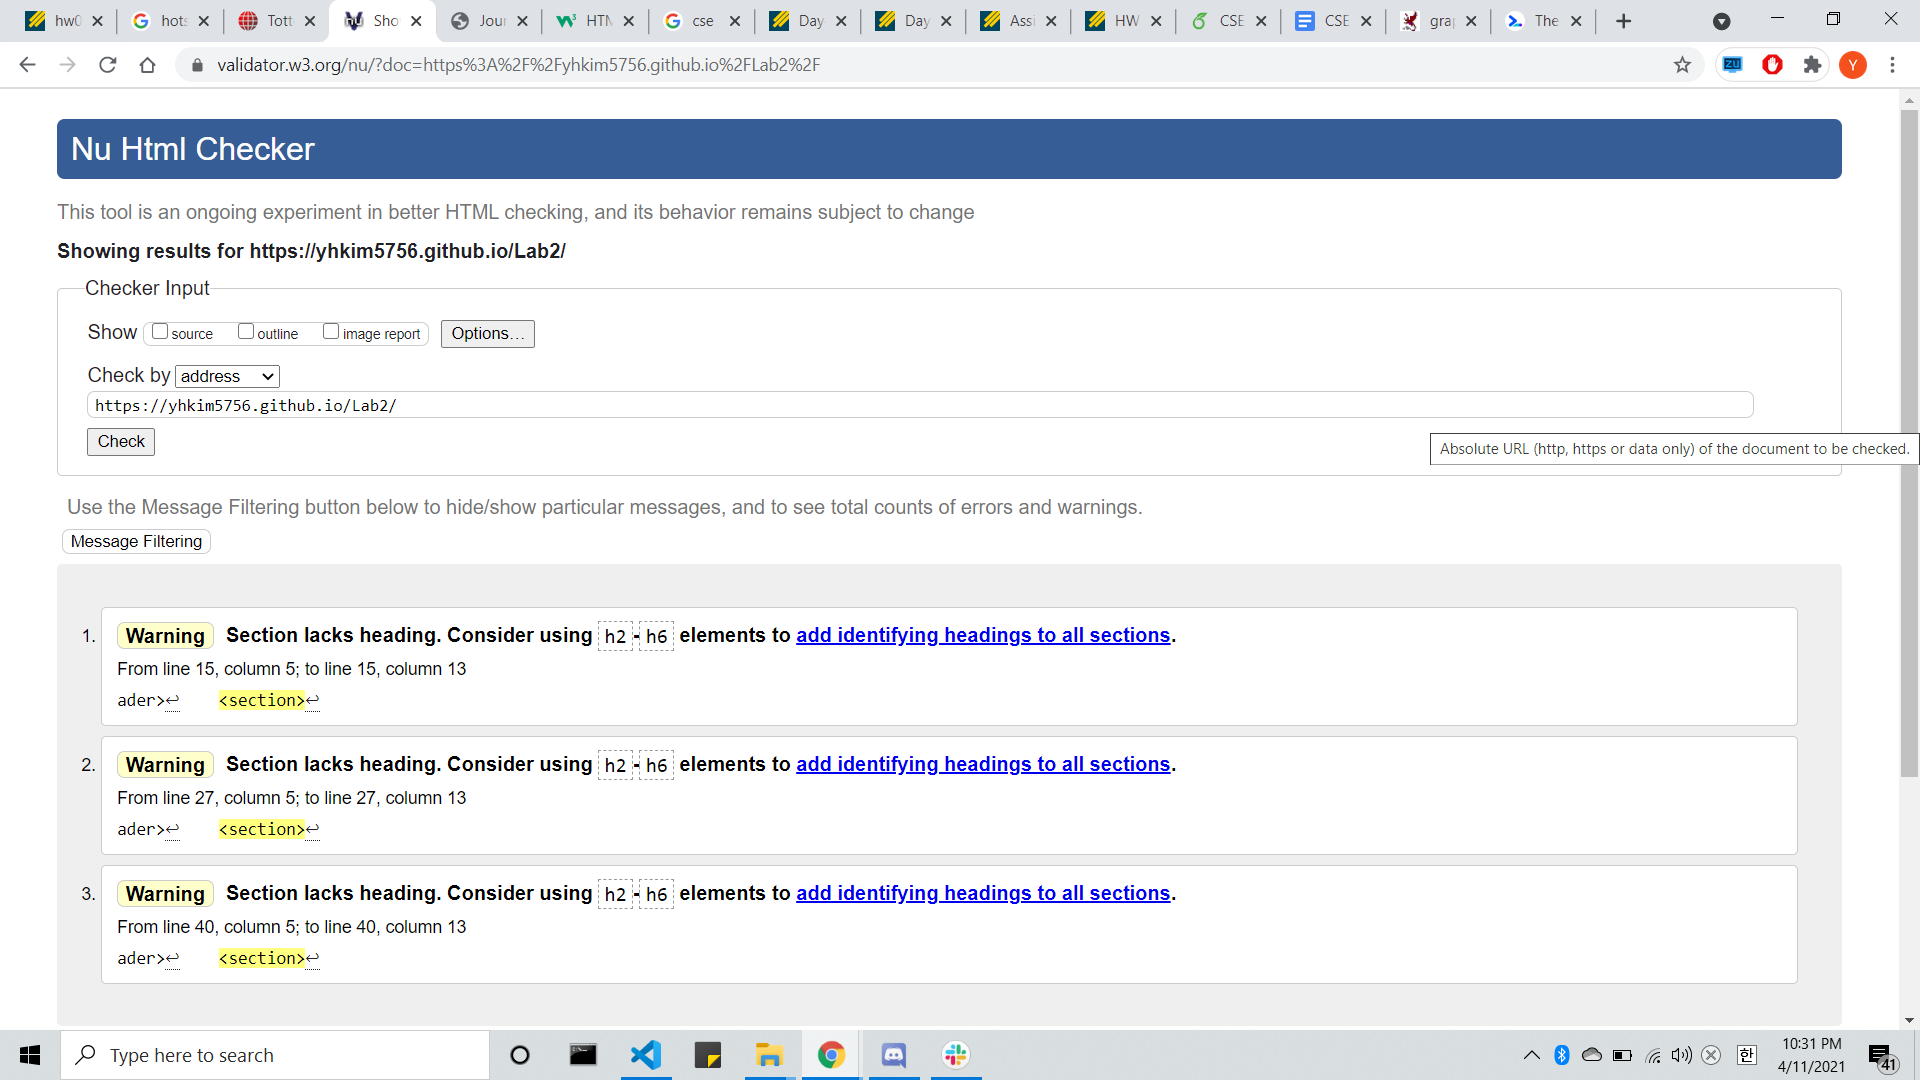 hw0
hots
Totte
Sho
Jour
HTM
cse
Day
Day
Assi
HW
CSE
CSE
gra
The
validator.w3.org/nu/?doc=https%3A%2F%2Fyhkim5756.github.io%2FLab2%2F
ZU
Y
Nu Html Checker
This tool is an ongoing experiment in better HTML checking, and its behavior remains subject to change
Showing results for https://yhkim5756.github.io/Lab2/
Checker Input
Show source outline image report Options...
Check by address
https://yhkim5756.github.io/Lab2/
Check
Absolute URL (http, https or data only) of the document to be checked.
Use the Message Filtering button below to hide/show particular messages, and to see total counts of errors and warnings.
Message Filtering
1. Warning Section lacks heading. Consider using h2-h6 elements to add identifying headings to all sections.
From line 15, column 5; to line 15, column 13
ader>↩ <section>↩
2. Warning Section lacks heading. Consider using h2-h6 elements to add identifying headings to all sections.
From line 27, column 5; to line 27, column 13
ader>↩ <section>↩
3. Warning Section lacks heading. Consider using h2-h6 elements to add identifying headings to all sections.
From line 40, column 5; to line 40, column 13
ader>↩ <section>↩
Type here to search
한
10:31 PM
4/11/2021
41